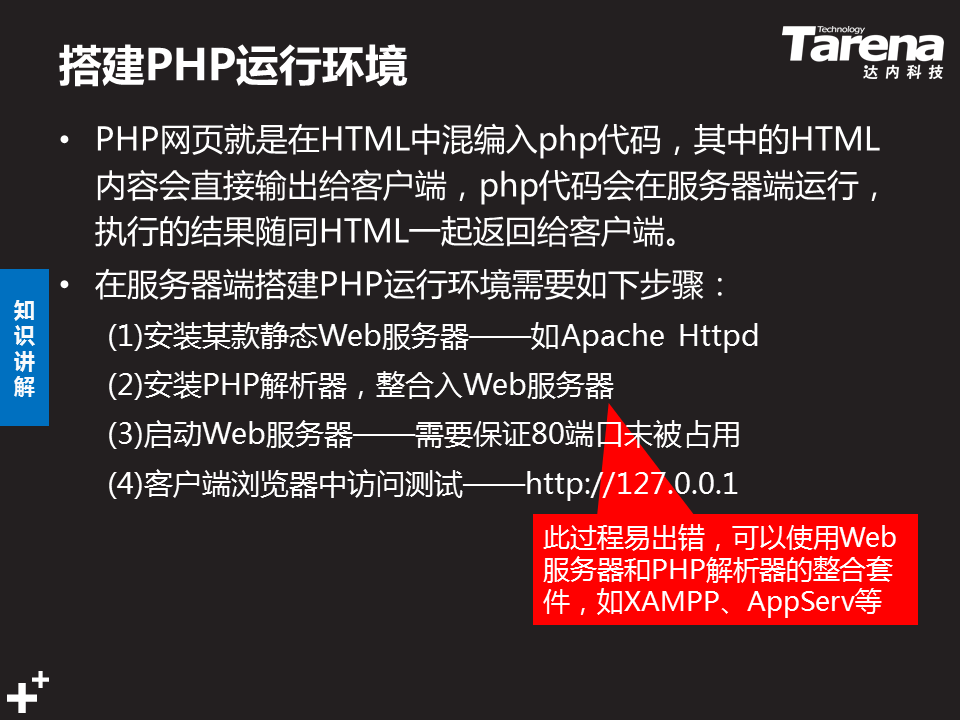 搭建PHP运行环境
Technology
Tarena
达内科技
• PHP网页就是在HTML中混编入php代码，其中的HTML
内容会直接输出给客户端，php代码会在服务器端运行，
执行的结果随同HTML一起返回给客户端。
• 在服务器端搭建PHP运行环境需要如下步骤：
(1)安装某款静态Web服务器——如Apache Httpd
(2)安装PHP解析器，整合入Web服务器
(3)启动Web服务器——需要保证80端口未被占用
(4)客户端浏览器中访问测试——http://127.0.0.1
知
识
讲
解
此过程易出错，可以使用Web
服务器和PHP解析器的整合套
件，如XAMPP、AppServ等